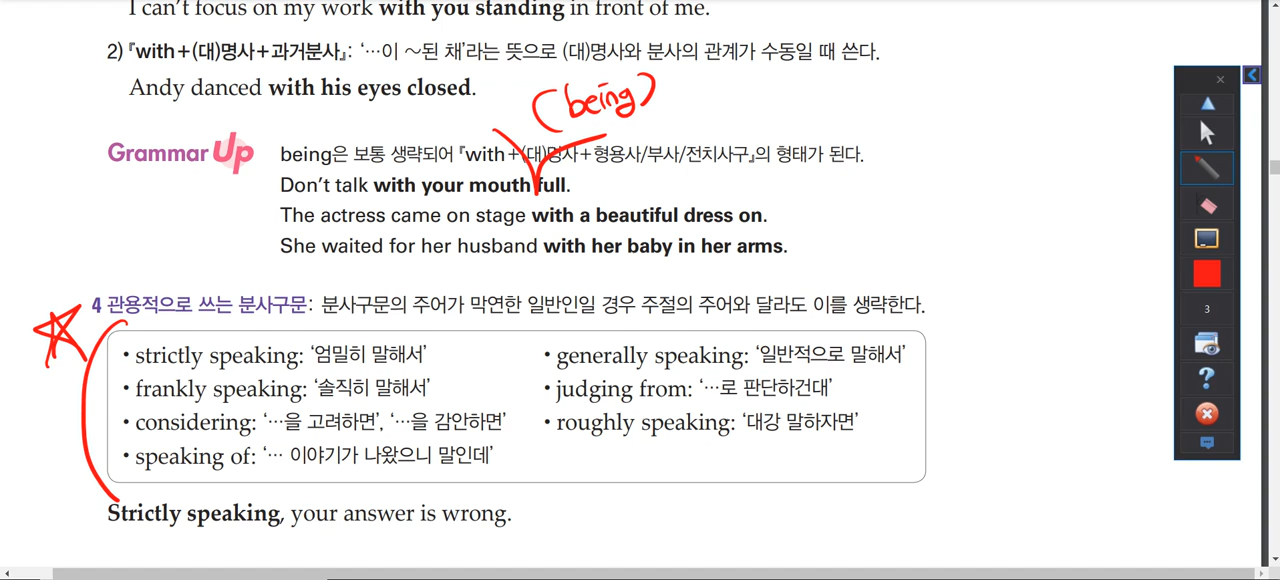 I can't focus on my work with you standing in front of me.
2) 『with+(대)명사+과거분사』: '…이 ~된 채'라는 뜻으로 (대)명사와 분사의 관계가 수동일 때 쓴다.
Andy danced with his eyes closed.
(being)
Grammar Up
being은 보통 생략되어 『with+(대)명사+형용사/부사/전치사구』의 형태가 된다.
Don't talk with your mouth full.
The actress came on stage with a beautiful dress on.
She waited for her husband with her baby in her arms.
4 관용적으로 쓰는 분사구문: 분사구문의 주어가 막연한 일반인일 경우 주절의 주어와 달라도 이를 생략한다.
• strictly speaking: '엄밀히 말해서' • generally speaking: '일반적으로 말해서'
• frankly speaking: '솔직히 말해서' • judging from: '…로 판단하건대'
• considering: '…을 고려하면', '…을 감안하면' • roughly speaking: '대강 말하자면'
• speaking of: '… 이야기가 나왔으니 말인데'
Strictly speaking, your answer is wrong.
3